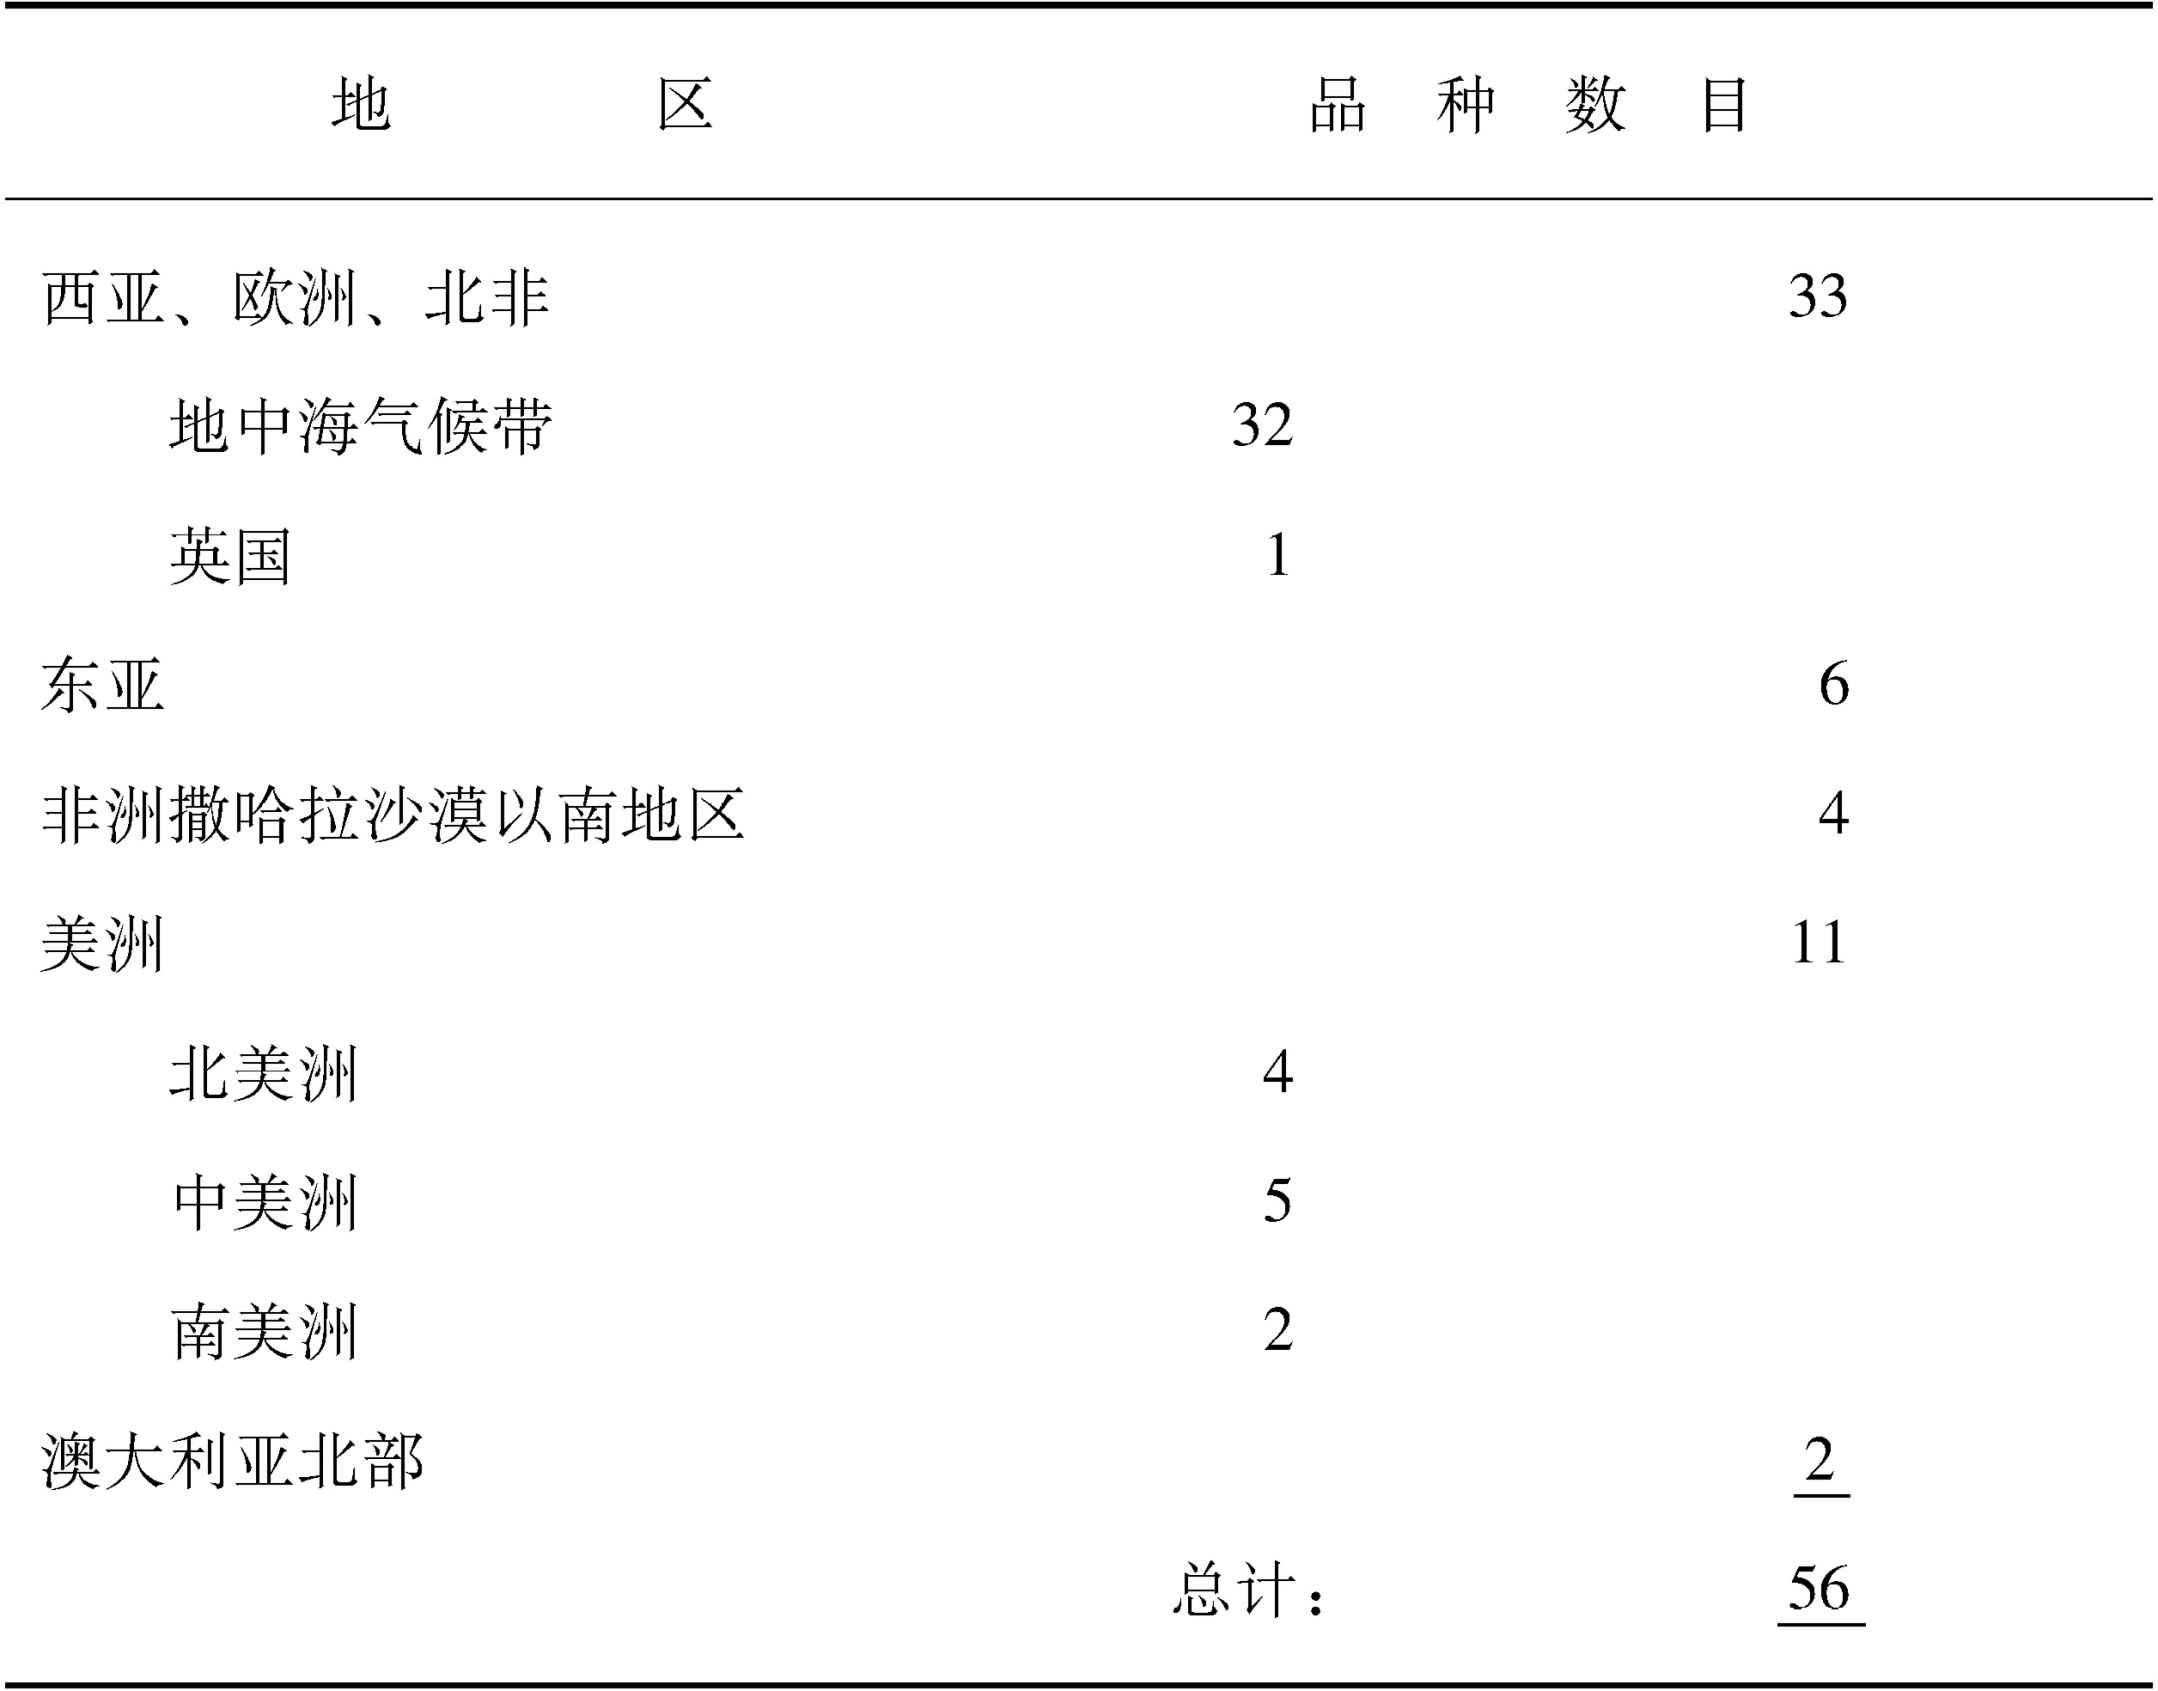 地 区 品 种 数 目
西亚、欧洲、北非 33
地中海气候带 32
英国 1
东亚 6
非洲撒哈拉沙漠以南地区 4
美洲 11
北美洲 4
中美洲 5
南美洲 2
澳大利亚北部 2
总计： 56